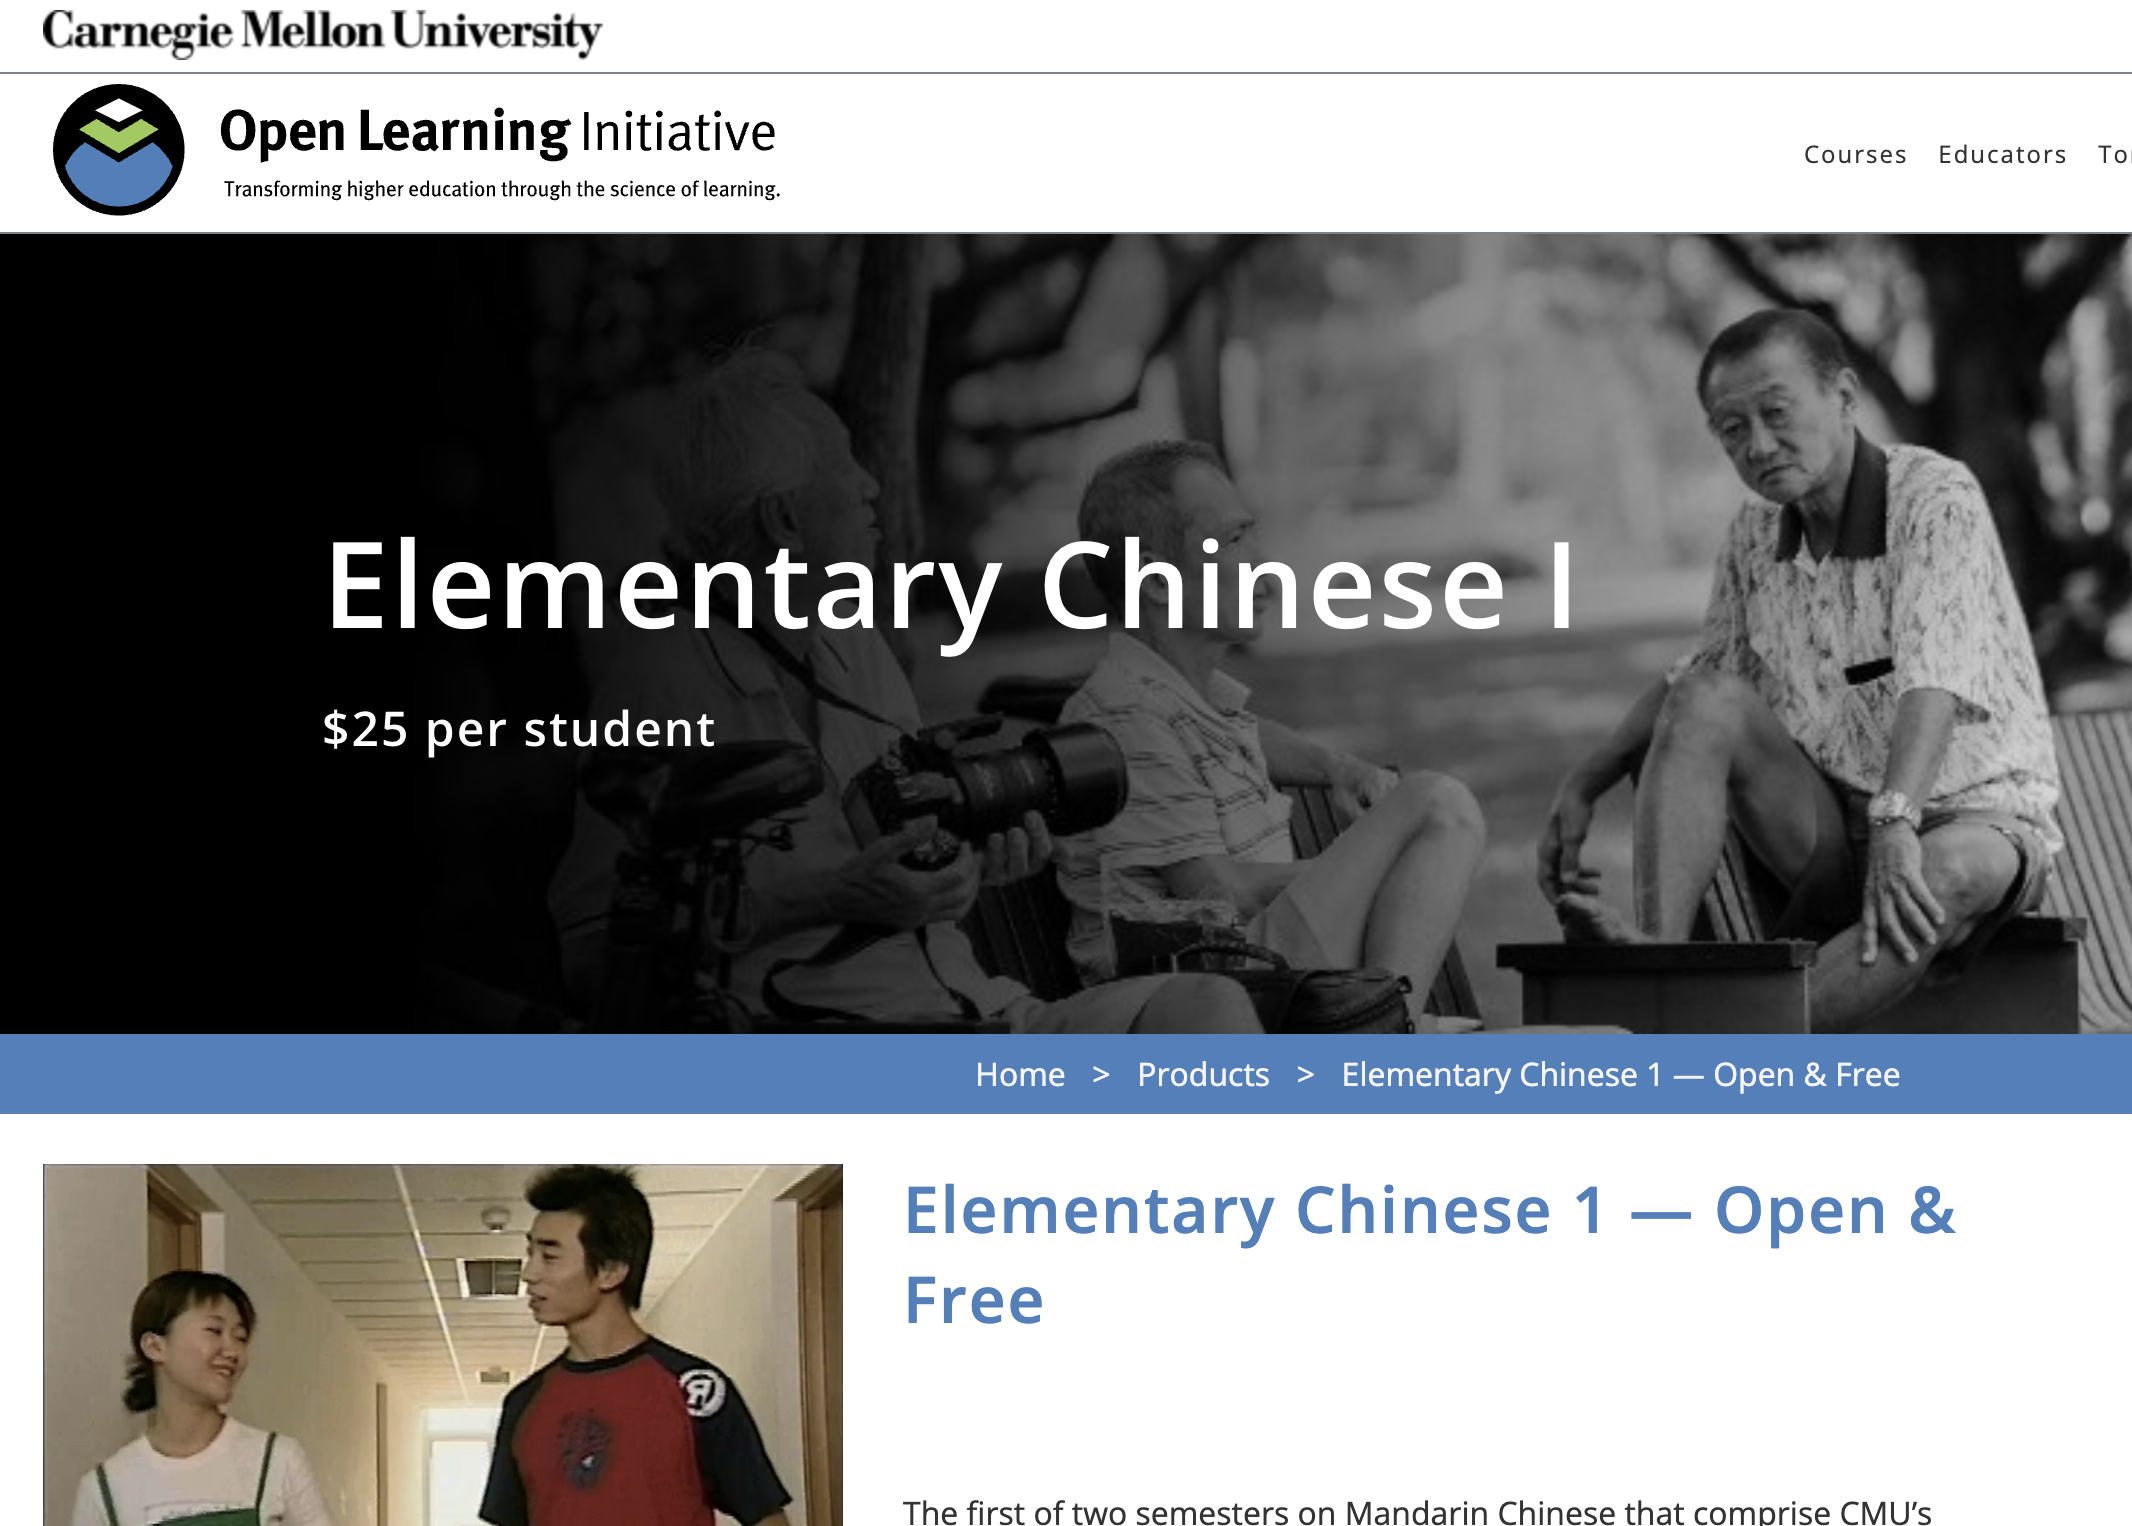 Carnegie Mellon University
Open Learning Initiative
Transforming higher education through the science of learning.
Courses Educators
Elementary Chinese I
$25 per student
Home > Products > Elementary Chinese 1 — Open & Free
Elementary Chinese 1 — Open &
Free
The first of two semesters on Mandarin Chinese that comprise CMU’s